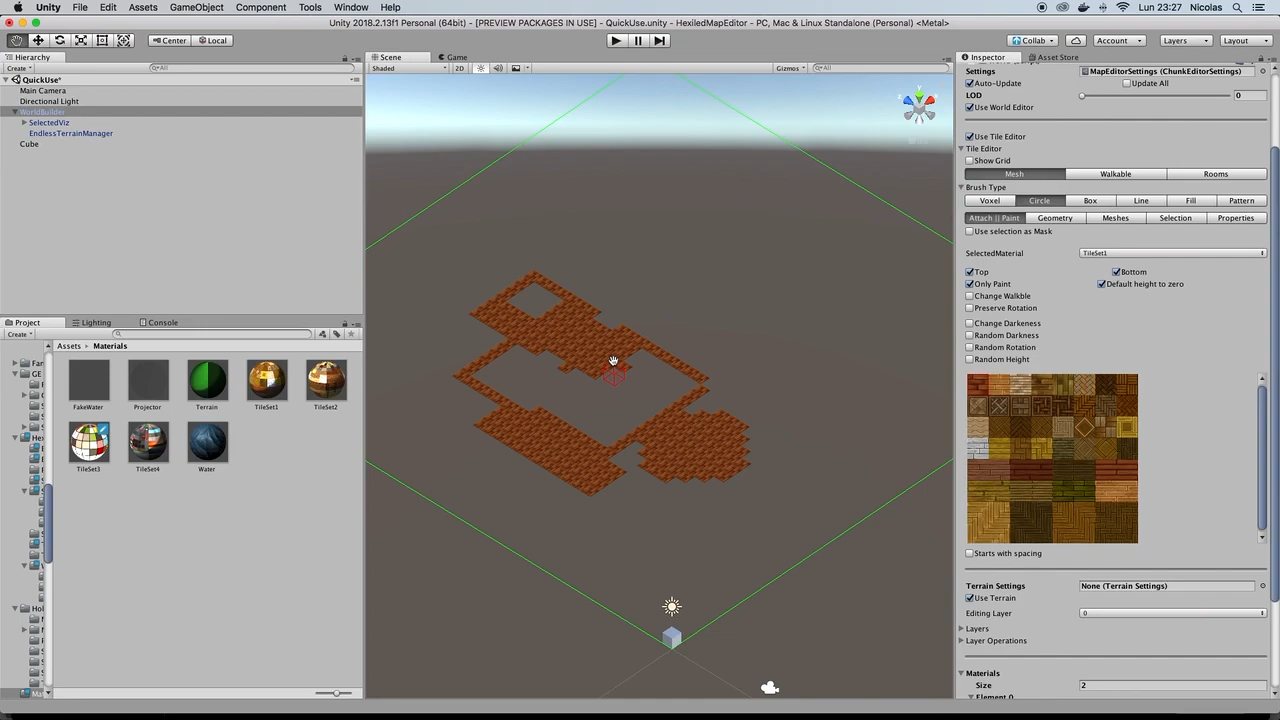 Unity File Edit Assets GameObject Component Tools Window Help Lun 23:27 Nicolas
Unity 2018.2.13f1 Personal (64bit) - [PREVIEW PACKAGES IN USE] - QuickUse.unity - HexiledMapEditor - PC, Mac & Linux Standalone (Personal) <Metal>
Center Local Collab Account Layers Layout
Hierarchy Scene Game Inspector Asset Store
Create All Shaded 2D Gizmos All
QuickUse*
Main Camera
Directional Light
WorldBuilder
SelectedViz
EndlessTerrainManager
Cube
Project Lighting Console
Create
Assets Materials
FakeWater Projector Terrain TileSet1 TileSet2
TileSet3 TileSet4 Water
Settings MapEditorSettings (ChunkEditorSettings)
Auto-Update Update All
LOD 0
Use World Editor
Use Tile Editor
Tile Editor
Show Grid
Mesh Walkable Rooms
Brush Type
Voxel Circle Box Line Fill Pattern
Attach || Paint Geometry Meshes Selection Properties
Use selection as Mask
SelectedMaterial TileSet1
Top Bottom
Only Paint Default height to zero
Change Walkble
Preserve Rotation
Change Darkness
Random Darkness
Random Rotation
Random Height
Starts with spacing
Terrain Settings None (Terrain Settings)
Use Terrain
Editing Layer 0
Layers
Layer Operations
Materials
Size 2
Element 0